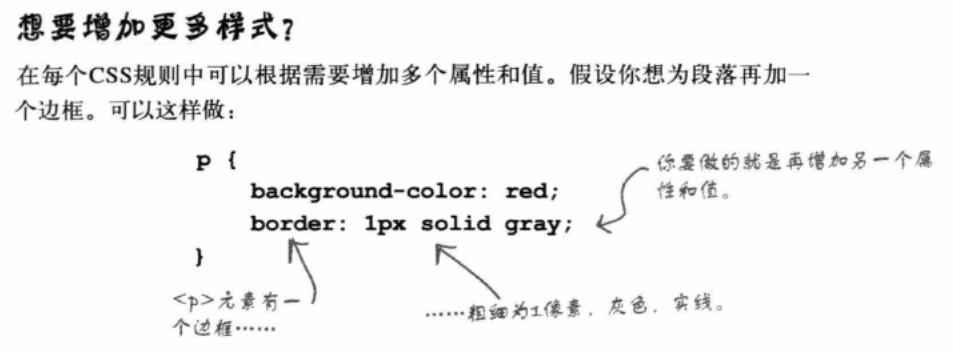 想要增加更多样式?
在每个CSS规则中可以根据需要增加多个属性和值。假设你想为段落再加一
个边框。可以这样做：
p {
background-color: red;
border: 1px solid gray;
}
你要做的就是再增加另一个属
性和值。
<p>元素有一
个边框……
……粗细为1像素，灰色，实线。